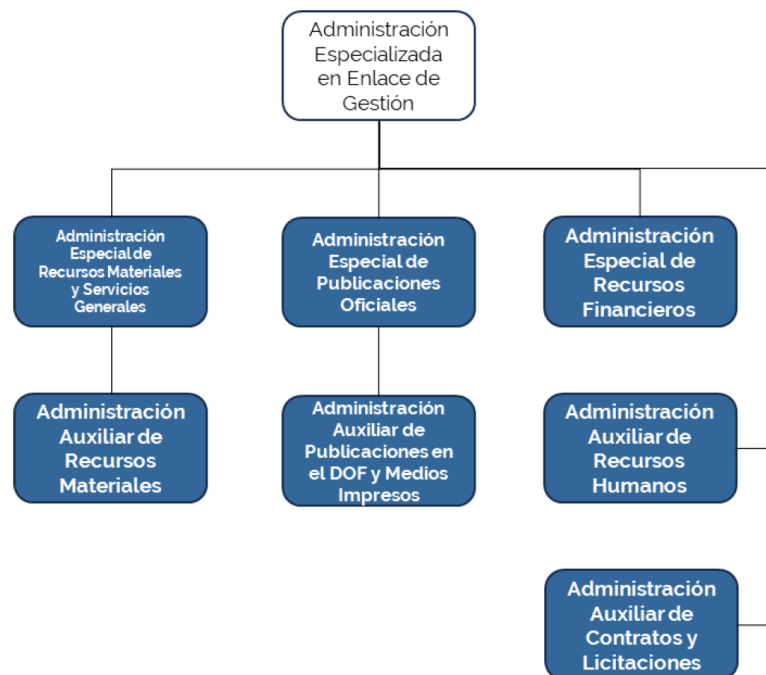 Administración
Especializada
en Enlace de
Gestión
Administración
Especial de
Recursos Materiales
y Servicios
Generales
Administración
Especial de
Publicaciones
Oficiales
Administración
Especial de
Recursos
Financieros
Administración
Auxiliar de
Recursos
Materiales
Administración
Auxiliar de
Publicaciones en
el DOF y Medios
Impresos
Administración
Auxiliar de
Recursos
Humanos
Administración
Auxiliar de
Contratos y
Licitaciones